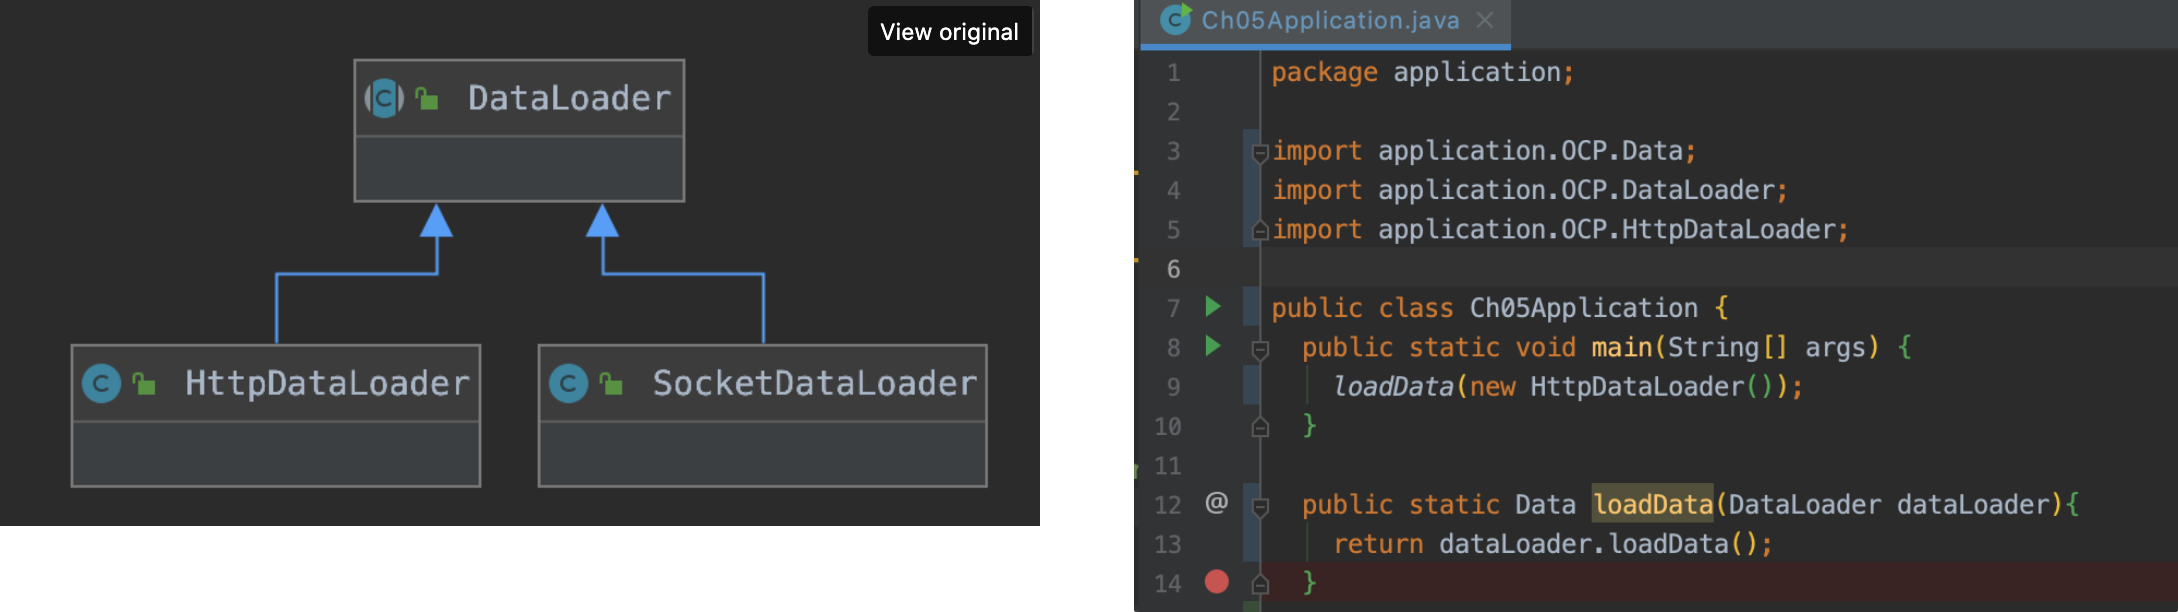 View original
DataLoader
HttpDataLoader
SocketDataLoader
Ch05Application.java
1 package application;
2
3 import application.OCP.Data;
4 import application.OCP.DataLoader;
5 import application.OCP.HttpDataLoader;
6
7 public class Ch05Application {
8 public static void main(String[] args) {
9 loadData(new HttpDataLoader());
10 }
11
12 @ public static Data loadData(DataLoader dataLoader){
13 return dataLoader.loadData();
14 }